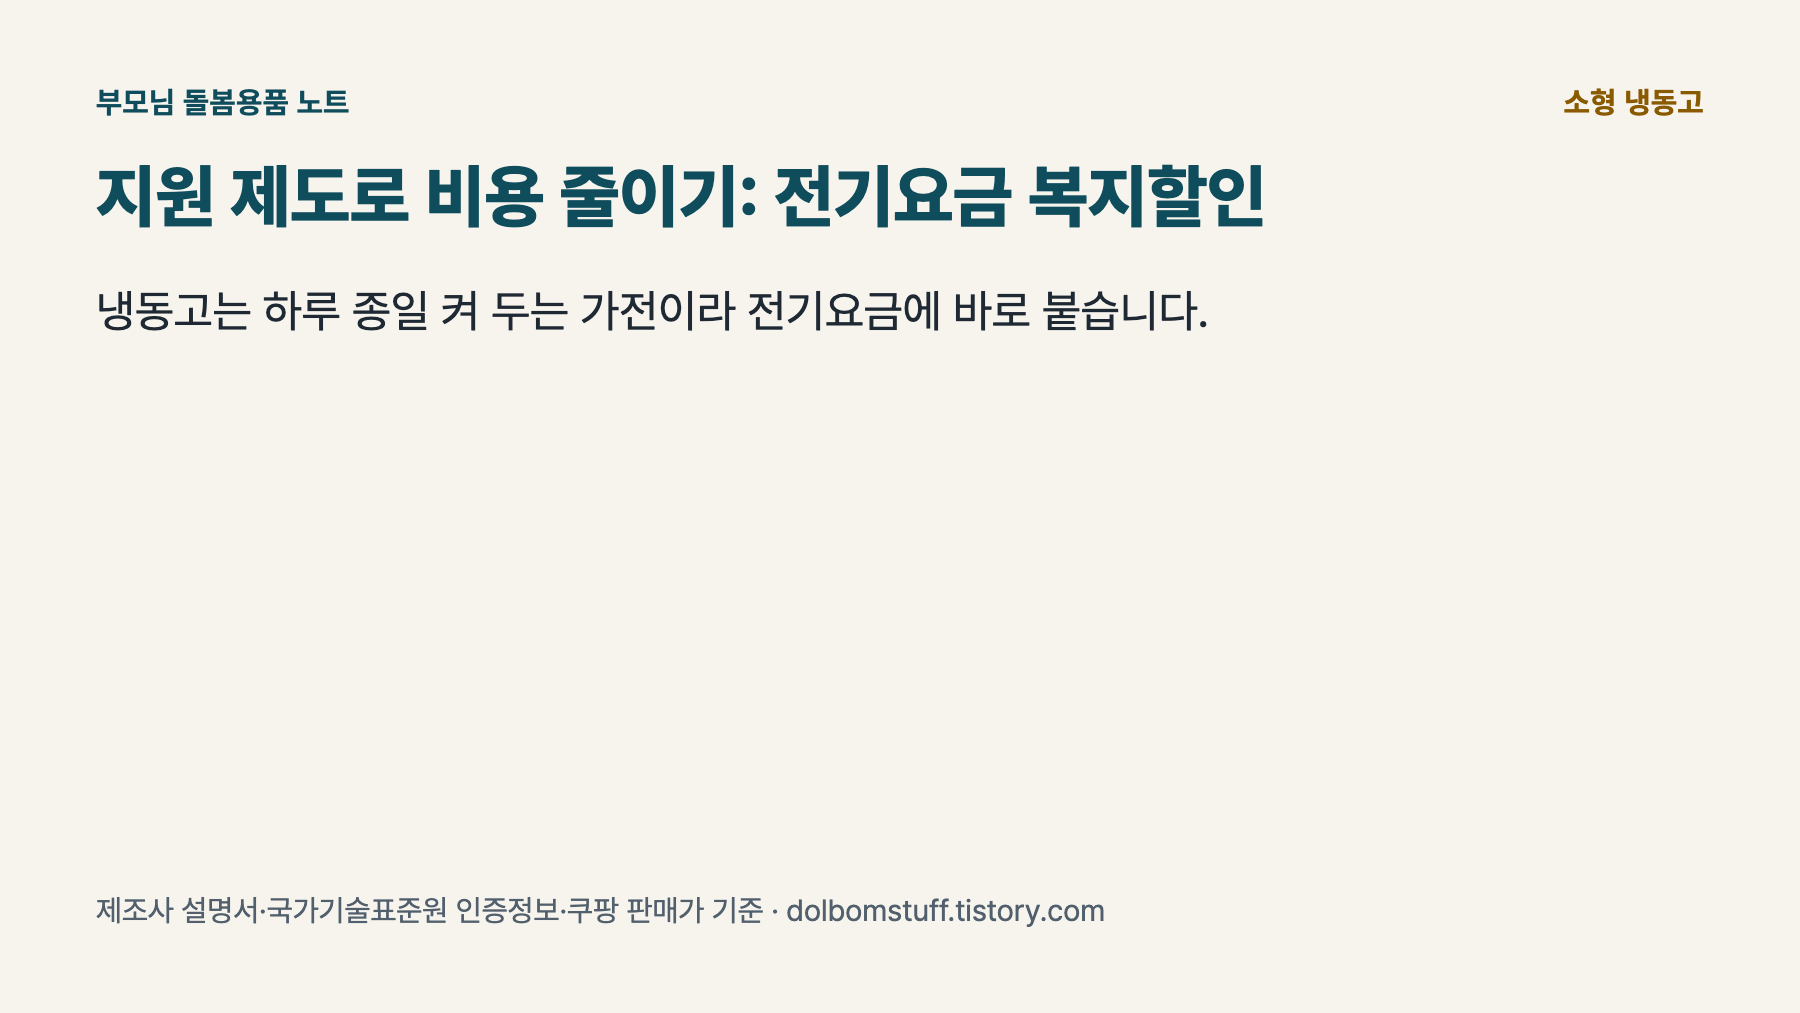 부모님 돌봄용품 노트
소형 냉동고
지원 제도로 비용 줄이기: 전기요금 복지할인
냉동고는 하루 종일 켜 두는 가전이라 전기요금에 바로 붙습니다.
제조사 설명서·국가기술표준원 인증정보·쿠팡 판매가 기준 · dolbomstuff.tistory.com